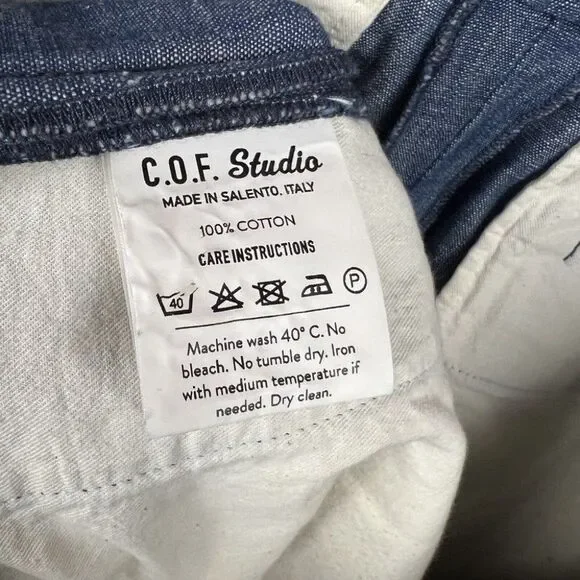 C.O.F. Studio
MADE IN SALENTO. ITALY
100% COTTON
CARE INSTRUCTIONS
40 P
Machine wash 40° C. No
bleach. No tumble dry. Iron
with medium temperature if
needed. Dry clean.